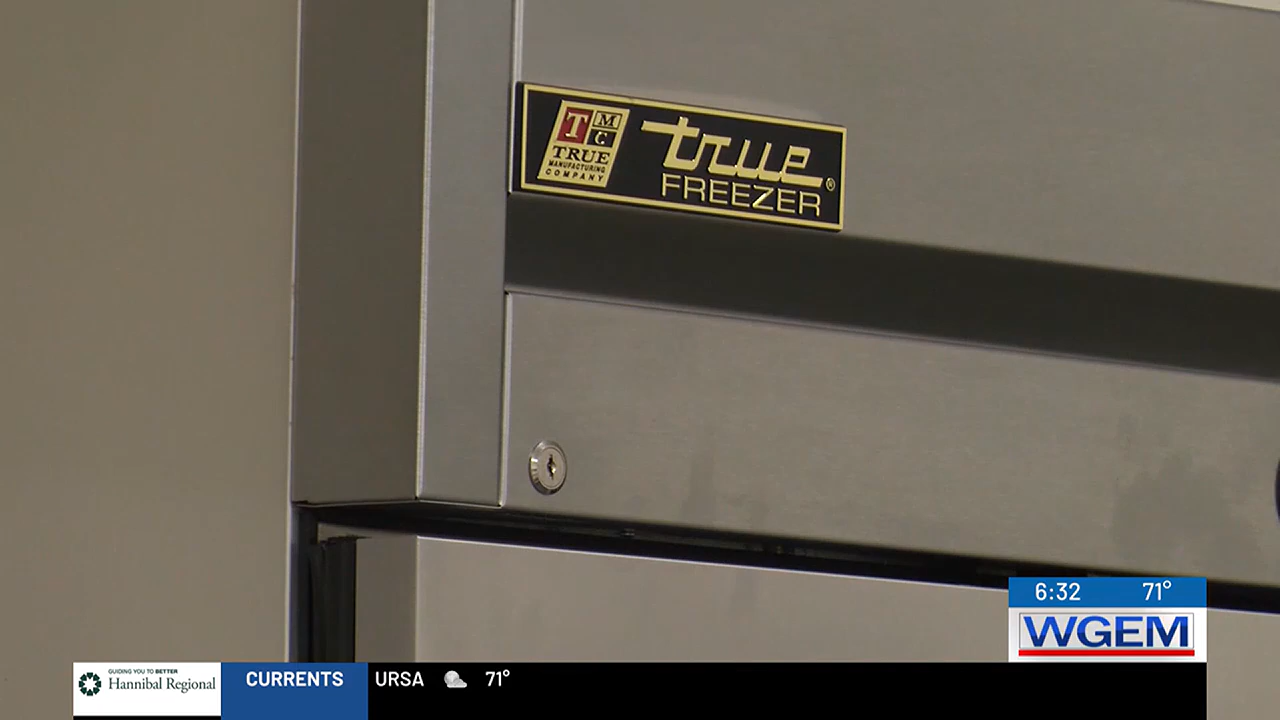 T M
C
TRUE
MANUFACTURING
COMPANY
true®
FREEZER
6:32 71°
WGEM
GUIDING YOU TO BETTER
Hannibal Regional
CURRENTS
URSA 71°